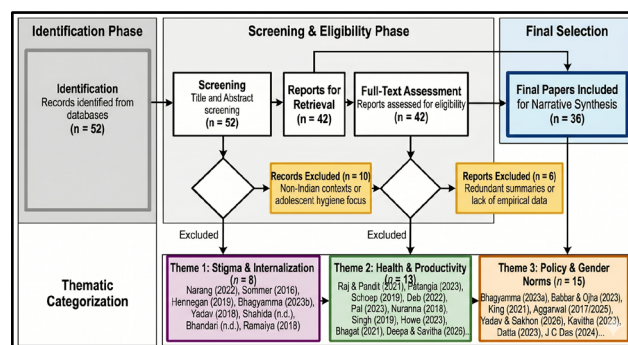 Identification Phase
Screening & Eligibility Phase
Final Selection
Identification
Records identified from
databases
(n = 52)
Screening
Title and Abstract
screening
(n = 52)
Reports for
Retrieval
(n = 42)
Full-Text Assessment
Reports assessed for eligibility
(n = 42)
Final Papers Included
for Narrative Synthesis
(n = 36)
Records Excluded (n = 10)
Non-Indian contexts or
adolescent hygiene focus
Reports Excluded (n = 6)
Redundant summaries or
lack of empirical data
Excluded
Excluded
Thematic
Categorization
Theme 1: Stigma & Internalization
(n = 8)
Narang (2022), Sommer (2016),
Hennegan (2019), Bhagyamma (2023b),
Yadav (2018), Shahida (n.d.),
Bhandari (n.d.), Ramaiya (2018)
Theme 2: Health & Productivity
(n = 13)
Raj & Pandit (2021), Patangia (2023),
Schoep (2019), Deb (2022),
Pal (2023), Nuranna (2018),
Singh (2019), Howe (2023),
Bhagat (2021), Deepa & Savitha (2026)...
Theme 3: Policy & Gender
Norms (n = 15)
Bhagyamma (2023a), Babbar & Ojha (2023),
King (2021), Aggarwal (2017/2025),
Yadav & Sakhon (2026), Kavitha (2023),
Datta (2023), J C Das (2024)...